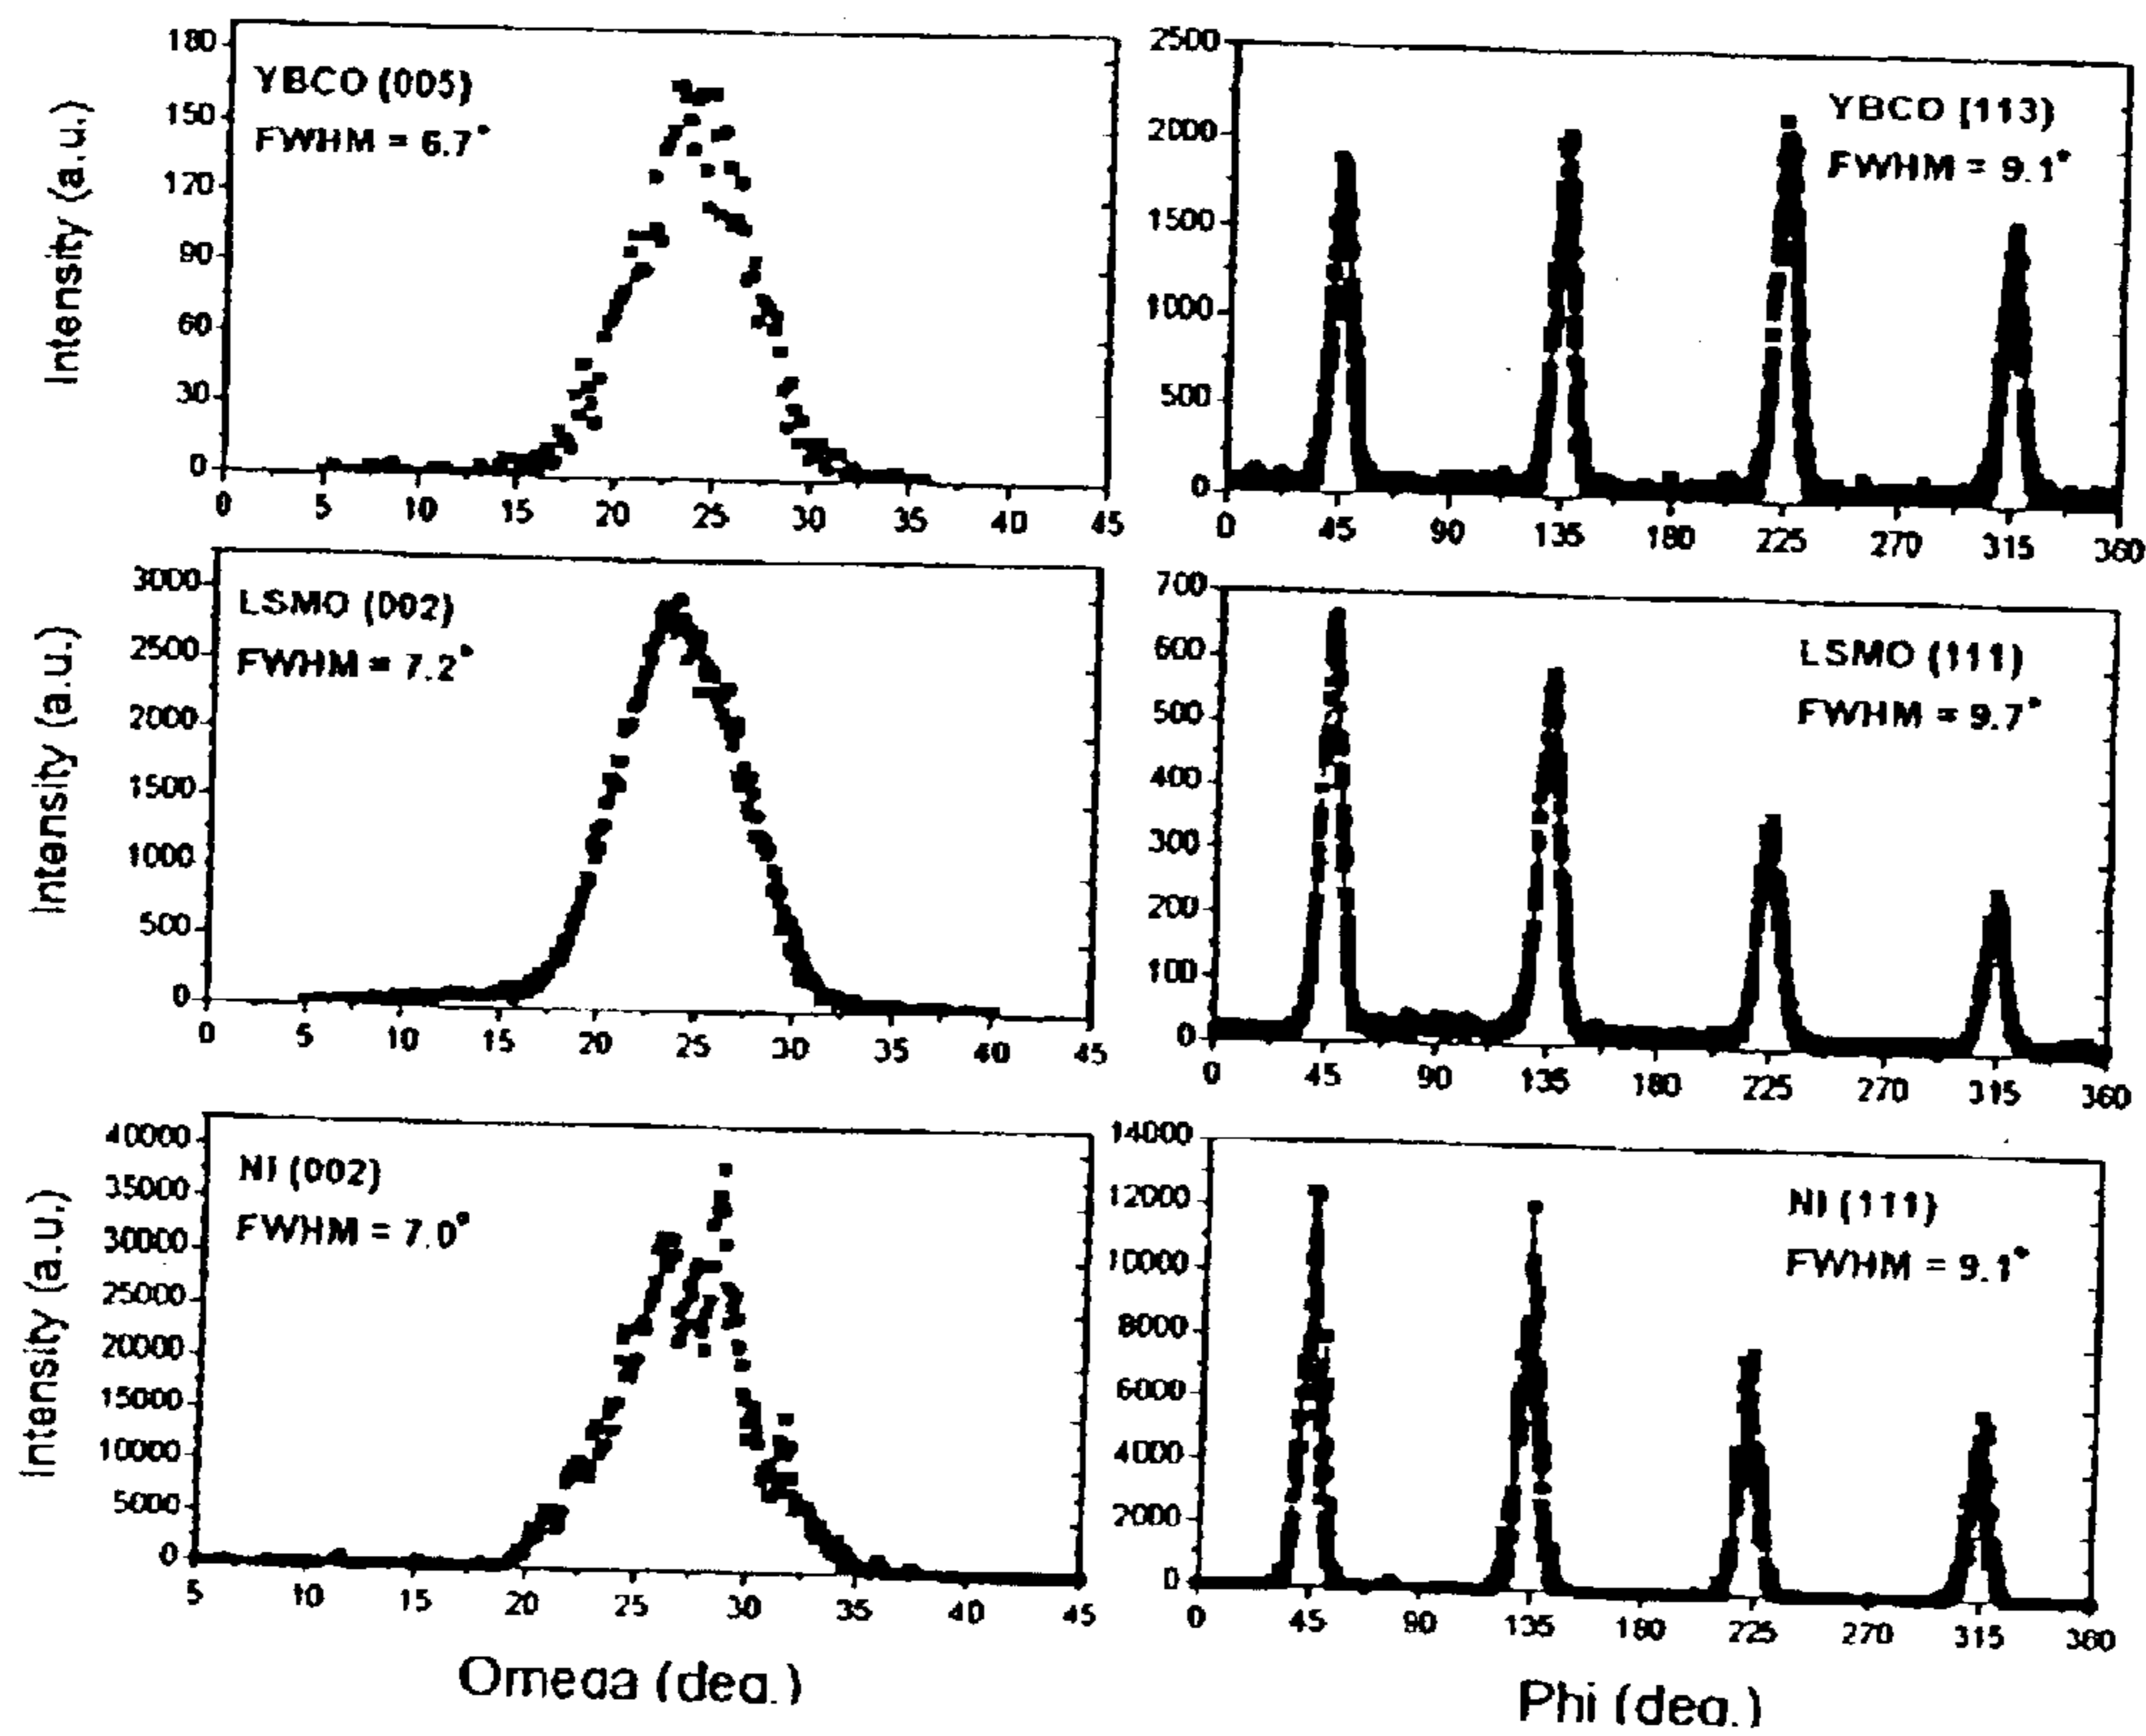 180
150
120
90
60
30
0
Intensity (a.u.)
YBCO (005)
FWHM = 6.7°
0 5 10 15 20 25 30 35 40 45
2500
2000
1500
1000
500
0
YBCO [113)
FWHM = 9.1°
0 45 90 135 180 225 270 315 360
3000
2500
2000
1500
1000
500
0
Intensity (a.u.)
LSMO (002)
FWHM = 7.2°
0 5 10 15 20 25 30 35 40 45
700
600
500
400
300
200
100
0
LSMO (111)
FWHM = 9.7°
0 45 90 135 180 225 270 315 360
40000
35000
30000
25000
20000
15000
10000
5000
0
Intensity (a.u.)
NI (002)
FWHM = 7.0°
5 10 15 20 25 30 35 40 45
Omega (deg.)
14000
12000
10000
8000
6000
4000
2000
0
NI (111)
FWHM = 9.1°
0 45 90 135 180 225 270 315 360
Phi (deg.)